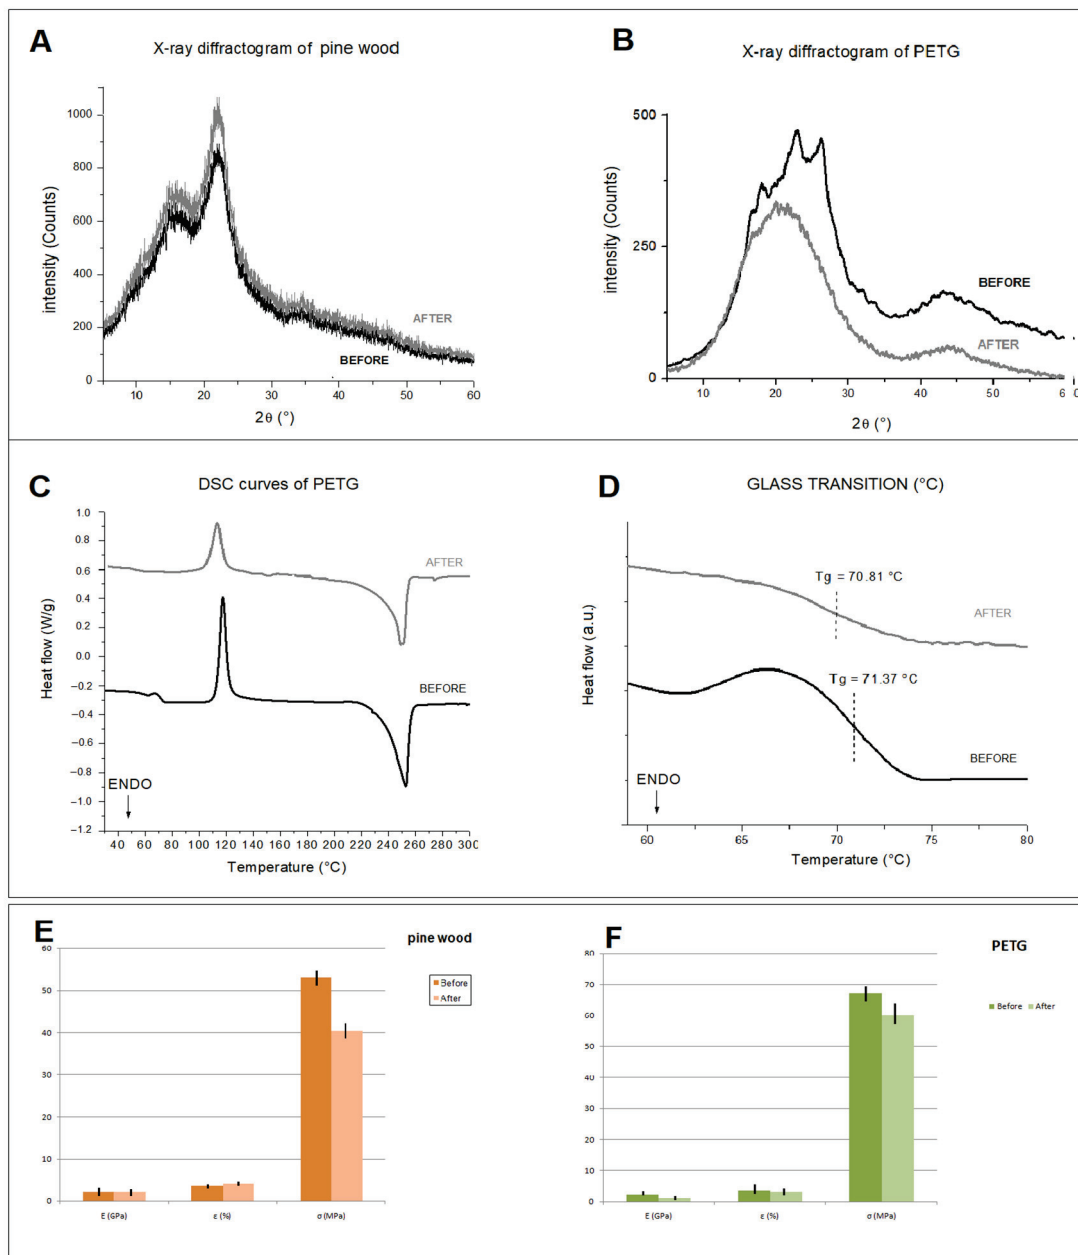 A
X-ray diffractogram of pine wood
intensity (Counts)
1000
800
600
400
200
0
10
20
30
40
50
60
2θ (°)
AFTER
BEFORE
B
X-ray diffractogram of PETG
intensity (Counts)
500
250
0
10
20
30
40
50
6 0
2θ (°)
BEFORE
AFTER
C
DSC curves of PETG
Heat flow (W/g)
1.0
0.8
0.6
0.4
0.2
0.0
−0.2
−0.4
−0.6
−0.8
−1.0
−1.2
40 60 80 100 120 140 160 180 200 220 240 260 280 300
Temperature (°C)
AFTER
BEFORE
ENDO
D
GLASS TRANSITION (°C)
Heat flow (a.u.)
Tg = 70.81 °C
AFTER
Tg = 71.37 °C
BEFORE
ENDO
60
65
70
75
80
Temperature (°C)
E
pine wood
Before
After
60
50
40
30
20
10
0
E (GPa)
ε (%)
σ (MPa)
F
PETG
Before After
80
70
60
50
40
30
20
10
0
E (GPa)
ε (%)
σ (MPa)